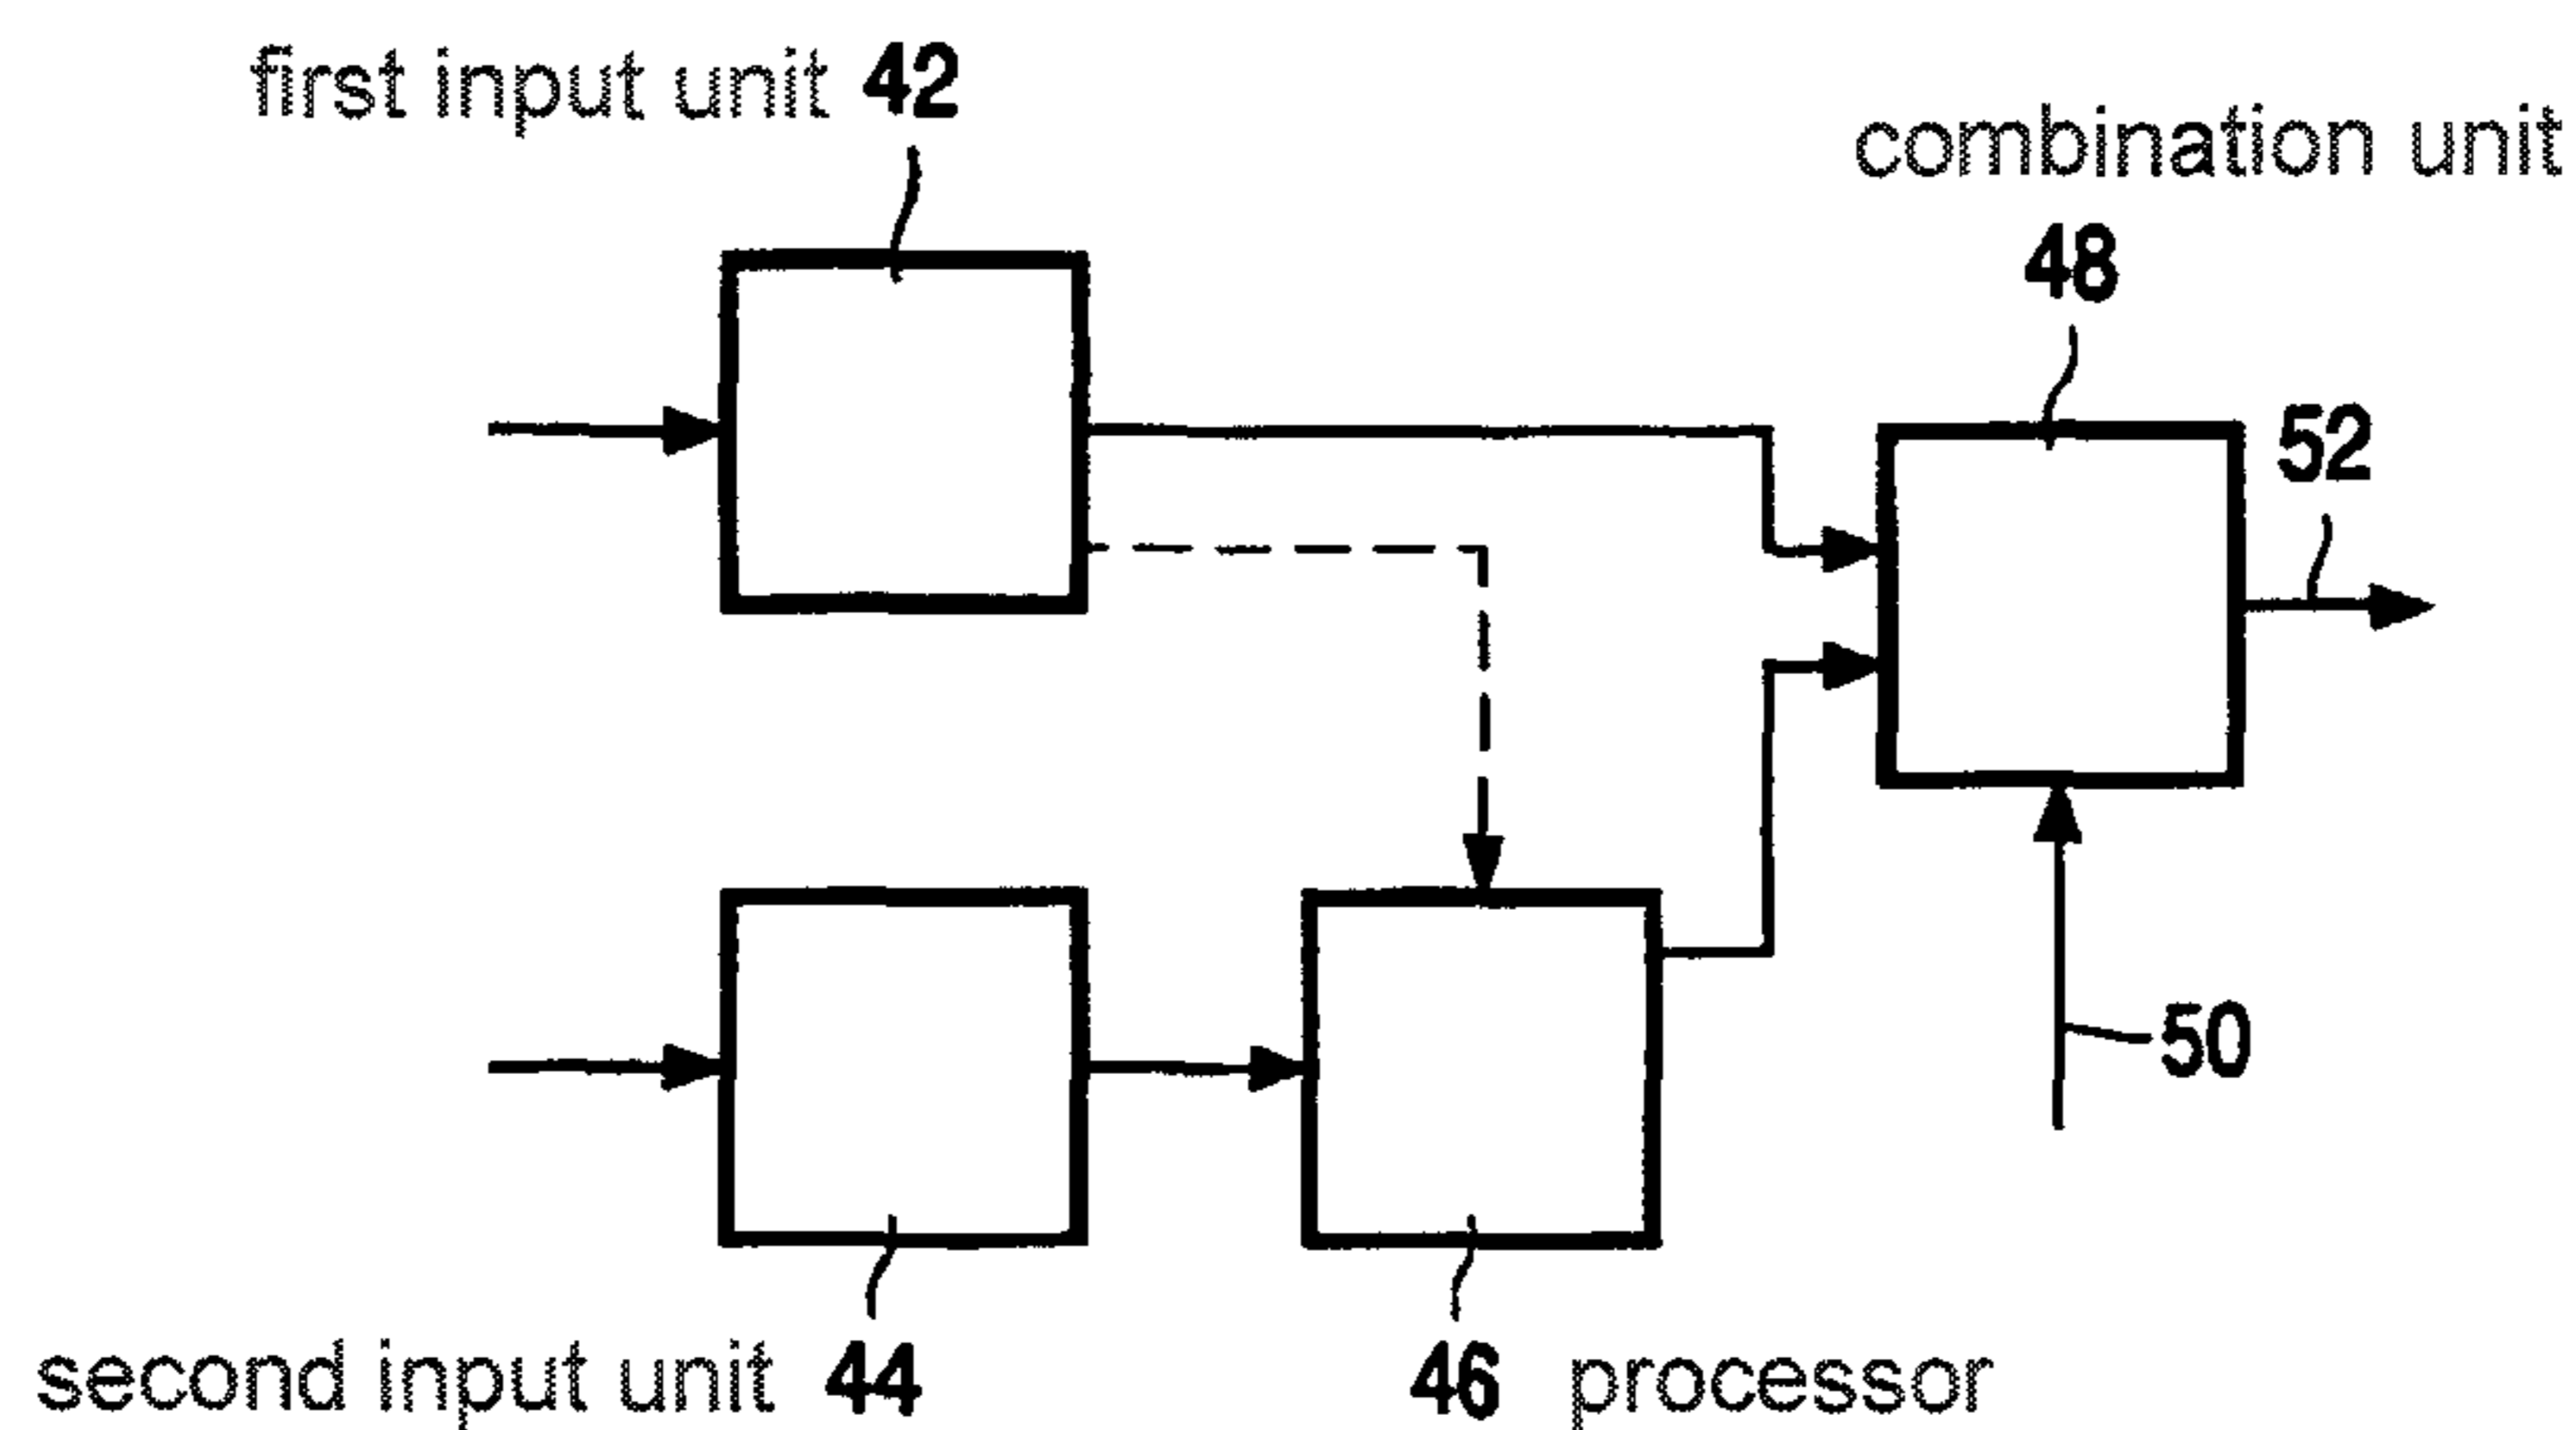 first input unit 42
combination unit
48
52
50
second input unit 44
46 processor